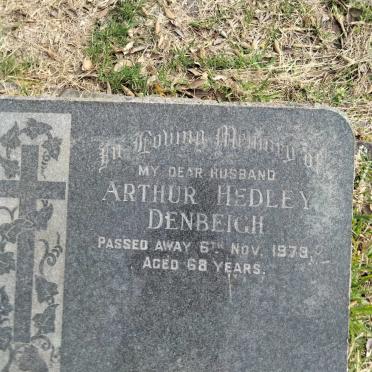 In Loving Memory of
MY DEAR HUSBAND
ARTHUR HEDLEY
DENBEIGH
PASSED AWAY 6TH NOV. 1979,
AGED 68 YEARS.